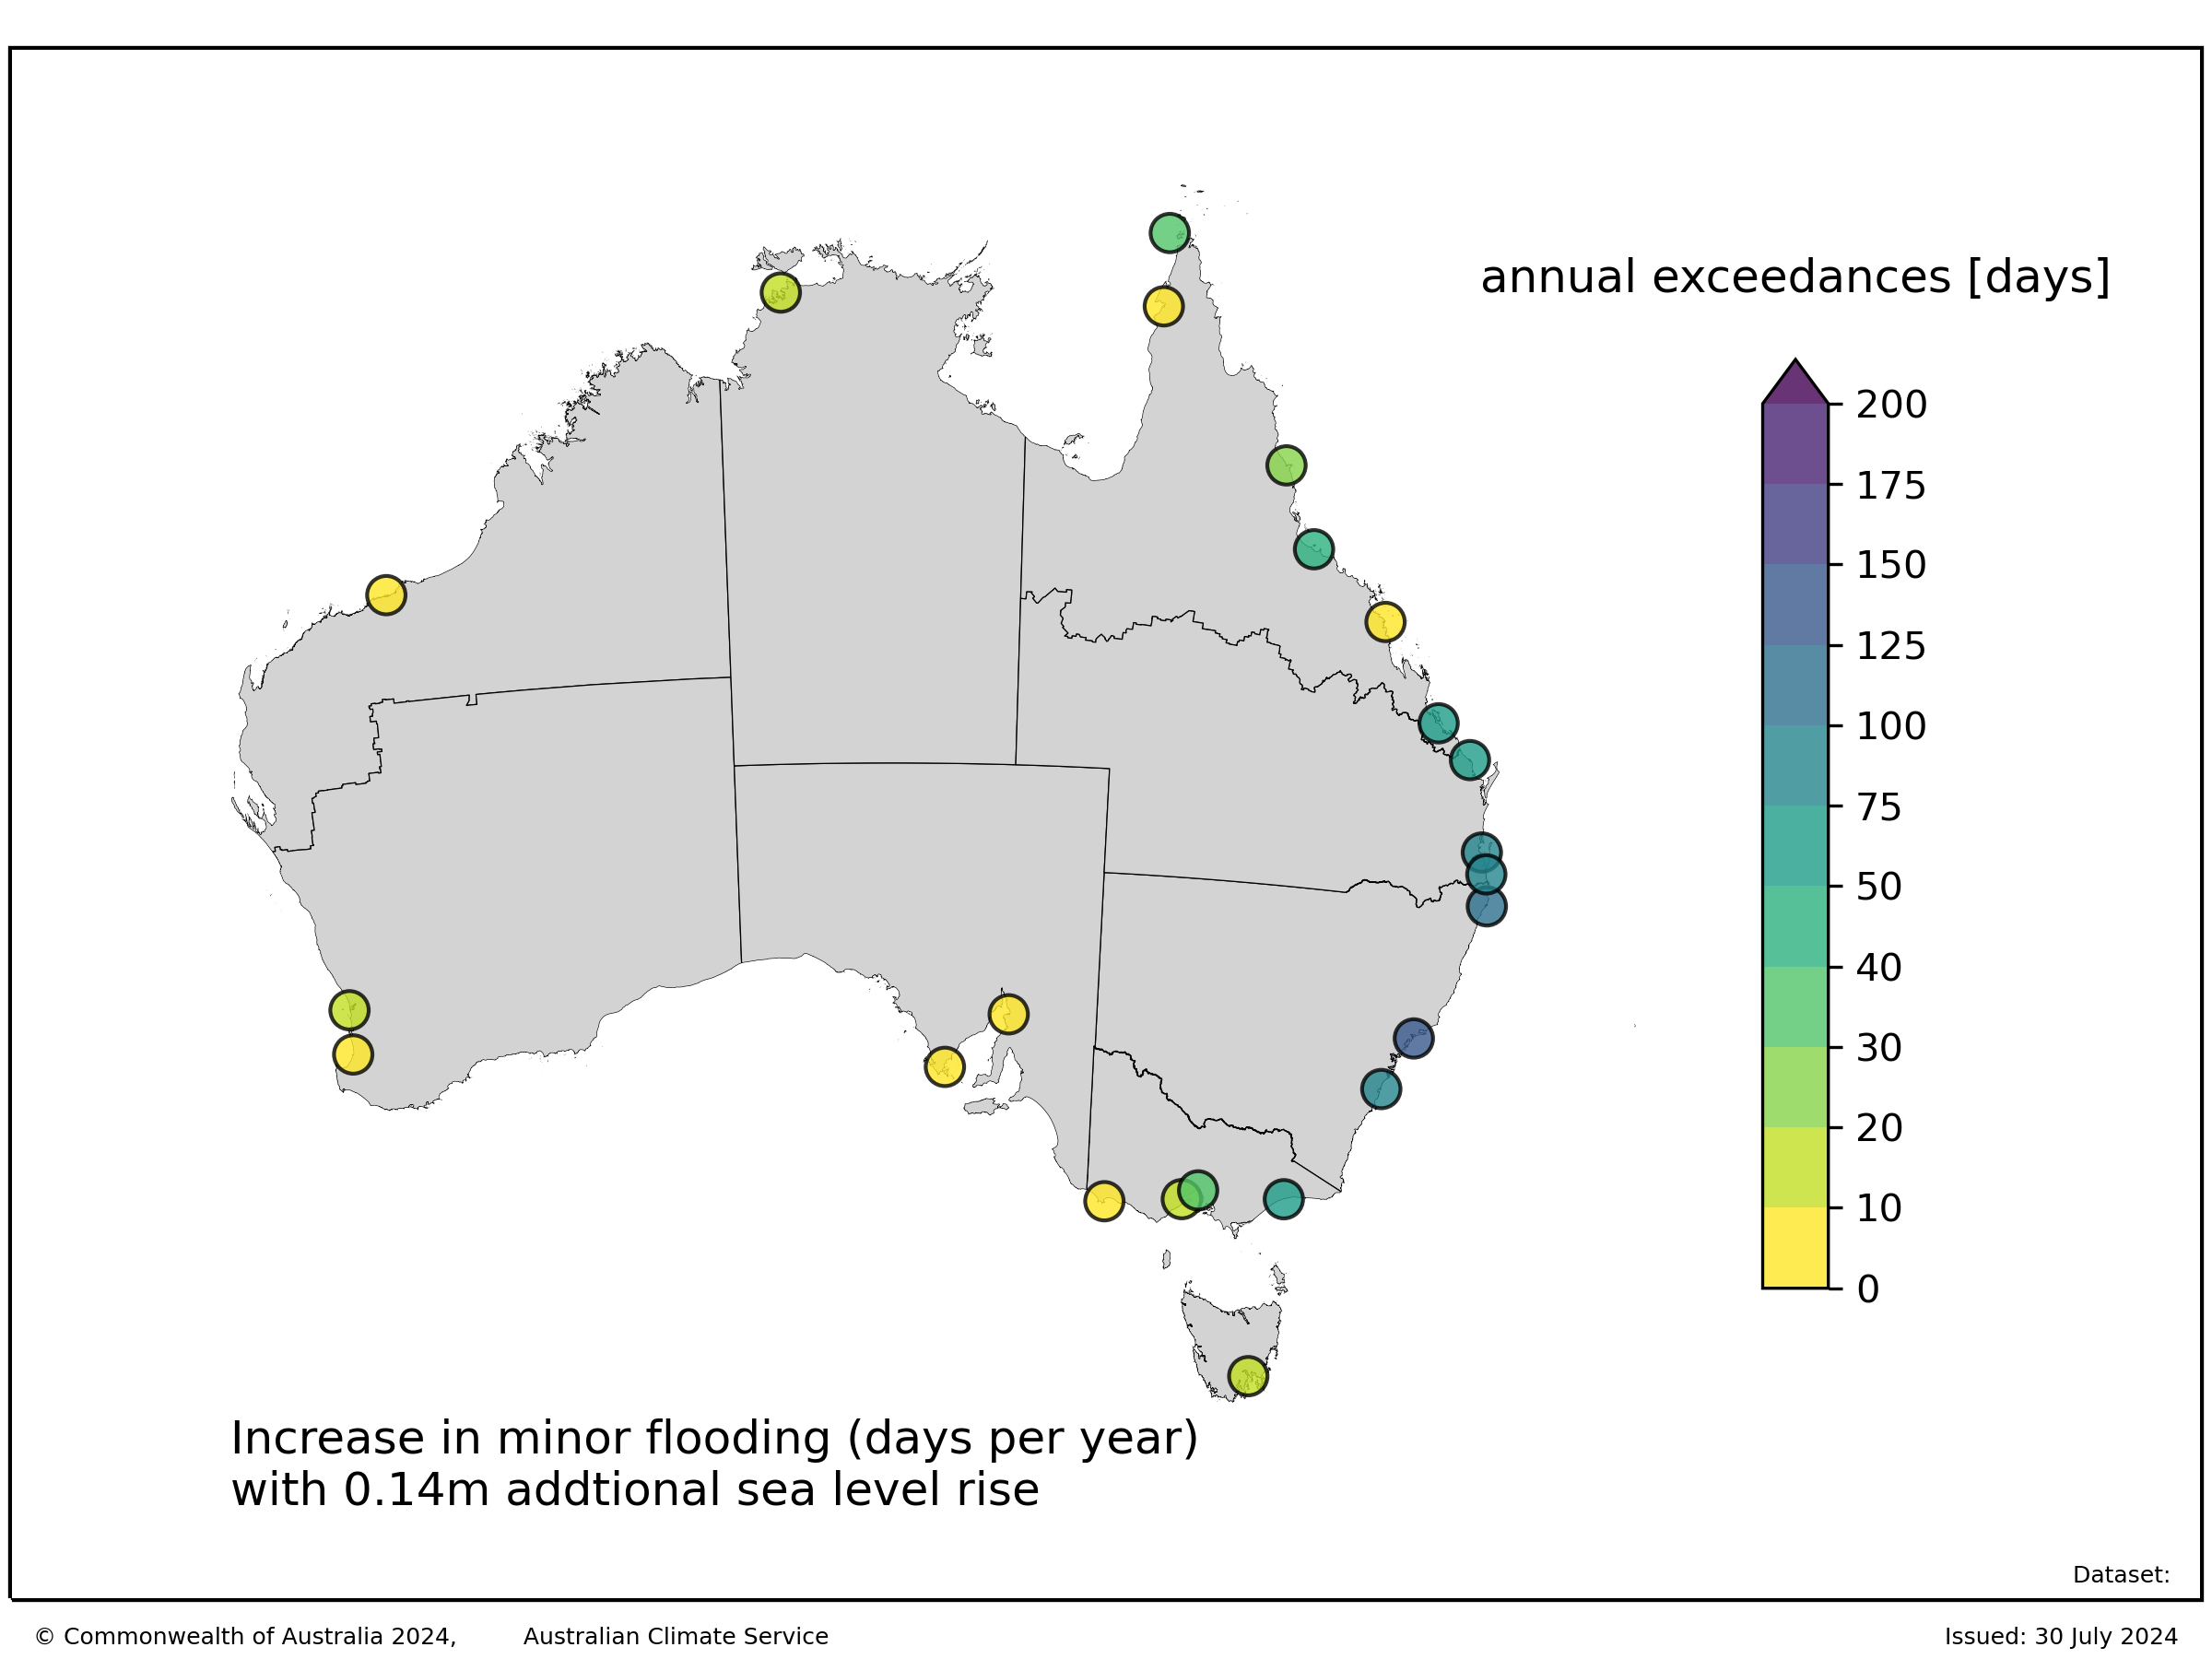 annual exceedances [days]
200
175
150
125
100
75
50
40
30
20
10
0
Increase in minor flooding (days per year)
with 0.14m addtional sea level rise
Dataset:
© Commonwealth of Australia 2024, Australian Climate Service Issued: 30 July 2024